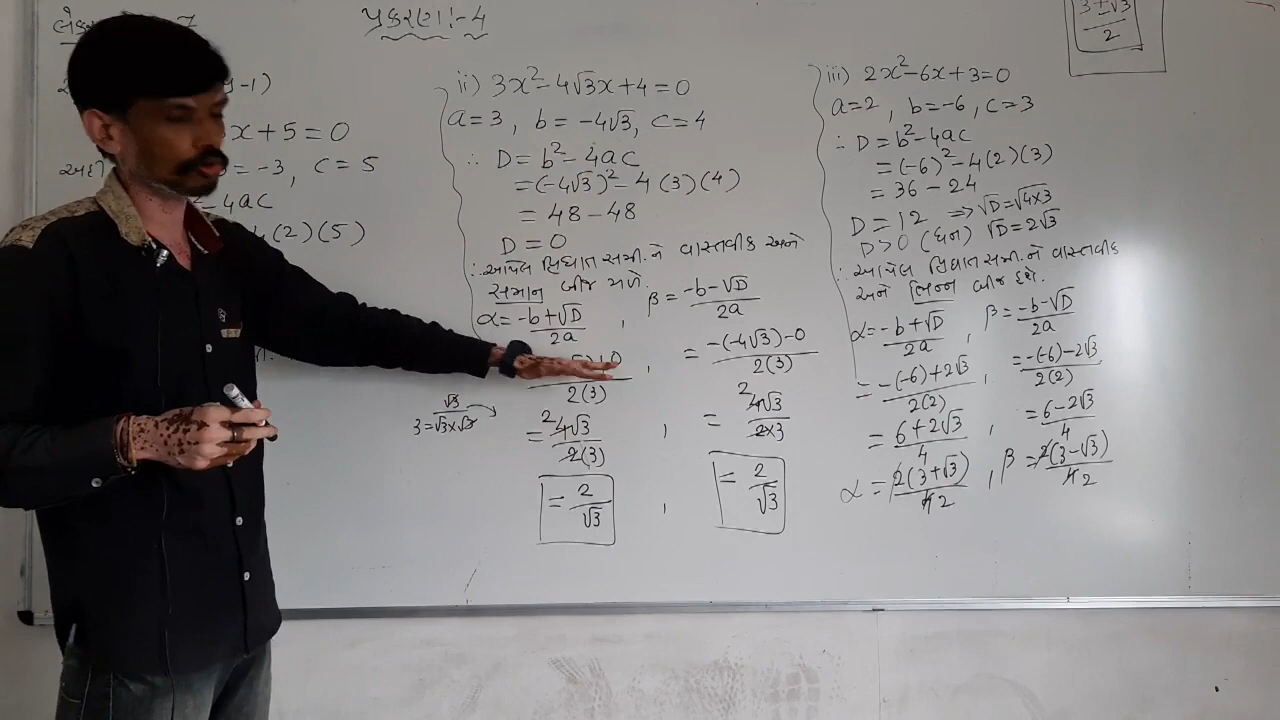 પ્રકરણ :- 4
y-1)
x + 5 = 0
= -3, c = 5
- 4ac
(2)(5)
ii) 3x² - 4√3x + 4 = 0
a = 3, b = -4√3, c = 4
∴ D = b² - 4ac
= (-4√3)² - 4(3)(4)
= 48 - 48
D = 0
∴ આપેલ દ્વિઘાત સમી. ને વાસ્તવીક અને
સમાન બીજ મળે.
α = -b + √D / 2a , β = -b - √D / 2a
0 / 2(3) , = -(-4√3) - 0 / 2(3)
√3
3 = √3 x √3
= ²4√3 / 2(3) , = ²4√3 / 2x3
= 2 / √3 , = 2 / √3
3 ± √3 / 2
iii) 2x² - 6x + 3 = 0
a = 2, b = -6, c = 3
∴ D = b² - 4ac
= (-6)² - 4(2)(3)
= 36 - 24
D = 12 ⇒ √D = √4x3
D > 0 (ધન) √D = 2√3
∴ આપેલ દ્વિઘાત સમી. ને વાસ્તવીક
અને ભિન્ન બીજ હશે.
α = -b + √D / 2a , β = -b - √D / 2a
= -(-6) + 2√3 / 2(2) , = -(-6) - 2√3 / 2(2)
= 6 + 2√3 / 4 , = 6 - 2√3 / 4
α = 2(3 + √3) / 4 2 , β = 2(3 - √3) / 4 2